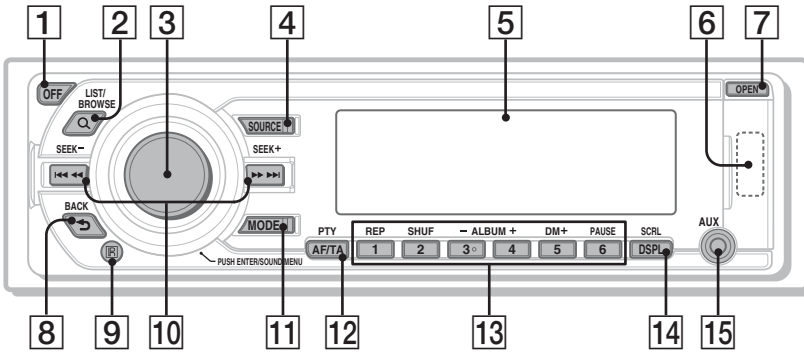 1 2 3 4 5 6 7
OFF
LIST/
BROWSE
SOURCE
OPEN
SEEK– SEEK+
BACK
MODE
PUSH ENTER/SOUND MENU
PTY REP SHUF – ALBUM + DM+ PAUSE SCRL AUX
AF/TA 1 2 3 4 5 6 DSPL
8 9 10 11 12 13 14 15
R